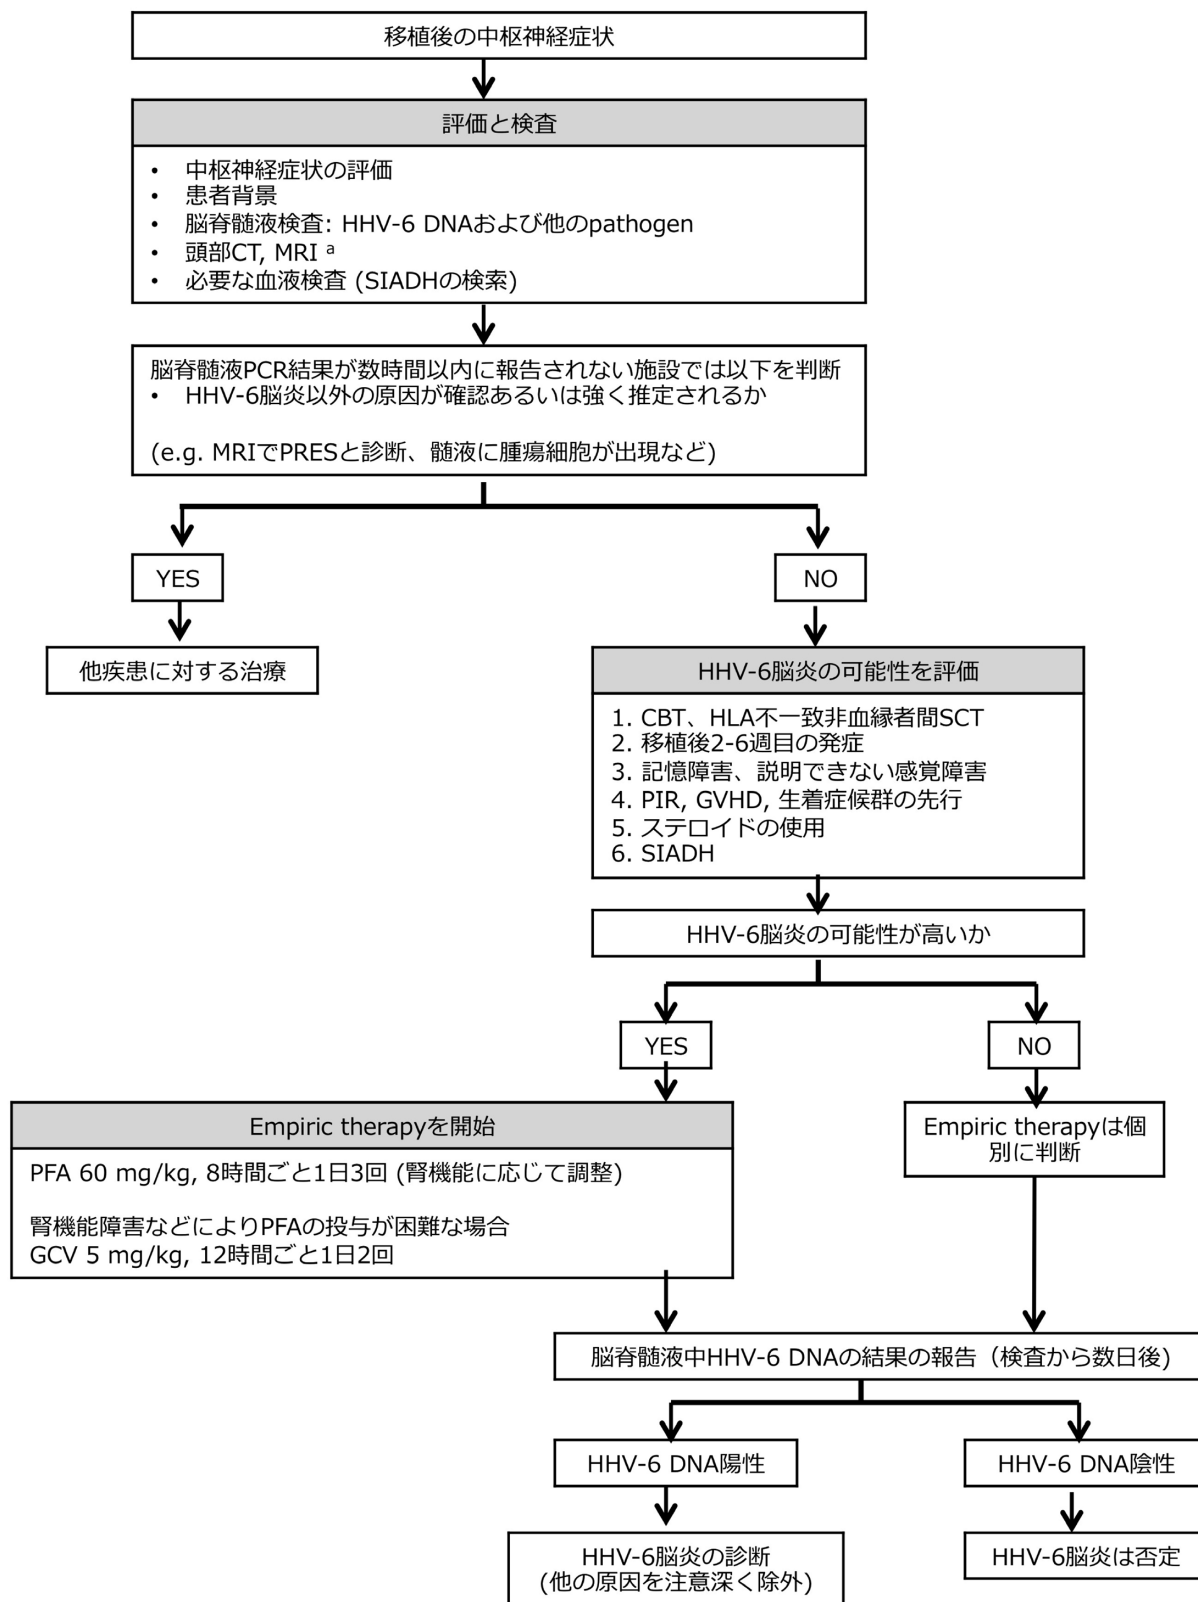 移植後の中枢神経症状
評価と検査
• 中枢神経症状の評価
• 患者背景
• 脳脊髄液検査: HHV-6 DNAおよび他のpathogen
• 頭部CT, MRI a
• 必要な血液検査 (SIADHの検索)
脳脊髄液PCR結果が数時間以内に報告されない施設では以下を判断
• HHV-6脳炎以外の原因が確認あるいは強く推定されるか
(e.g. MRIでPRESと診断、髄液に腫瘍細胞が出現など)
YES
NO
他疾患に対する治療
HHV-6脳炎の可能性を評価
1. CBT、HLA不一致非血縁者間SCT
2. 移植後2-6週目の発症
3. 記憶障害、説明できない感覚障害
4. PIR, GVHD, 生着症候群の先行
5. ステロイドの使用
6. SIADH
HHV-6脳炎の可能性が高いか
YES
NO
Empiric therapyを開始
PFA 60 mg/kg, 8時間ごと1日3回 (腎機能に応じて調整)
腎機能障害などによりPFAの投与が困難な場合
GCV 5 mg/kg, 12時間ごと1日2回
Empiric therapyは個
別に判断
脳脊髄液中HHV-6 DNAの結果の報告（検査から数日後)
HHV-6 DNA陽性
HHV-6 DNA陰性
HHV-6脳炎の診断
(他の原因を注意深く除外)
HHV-6脳炎は否定